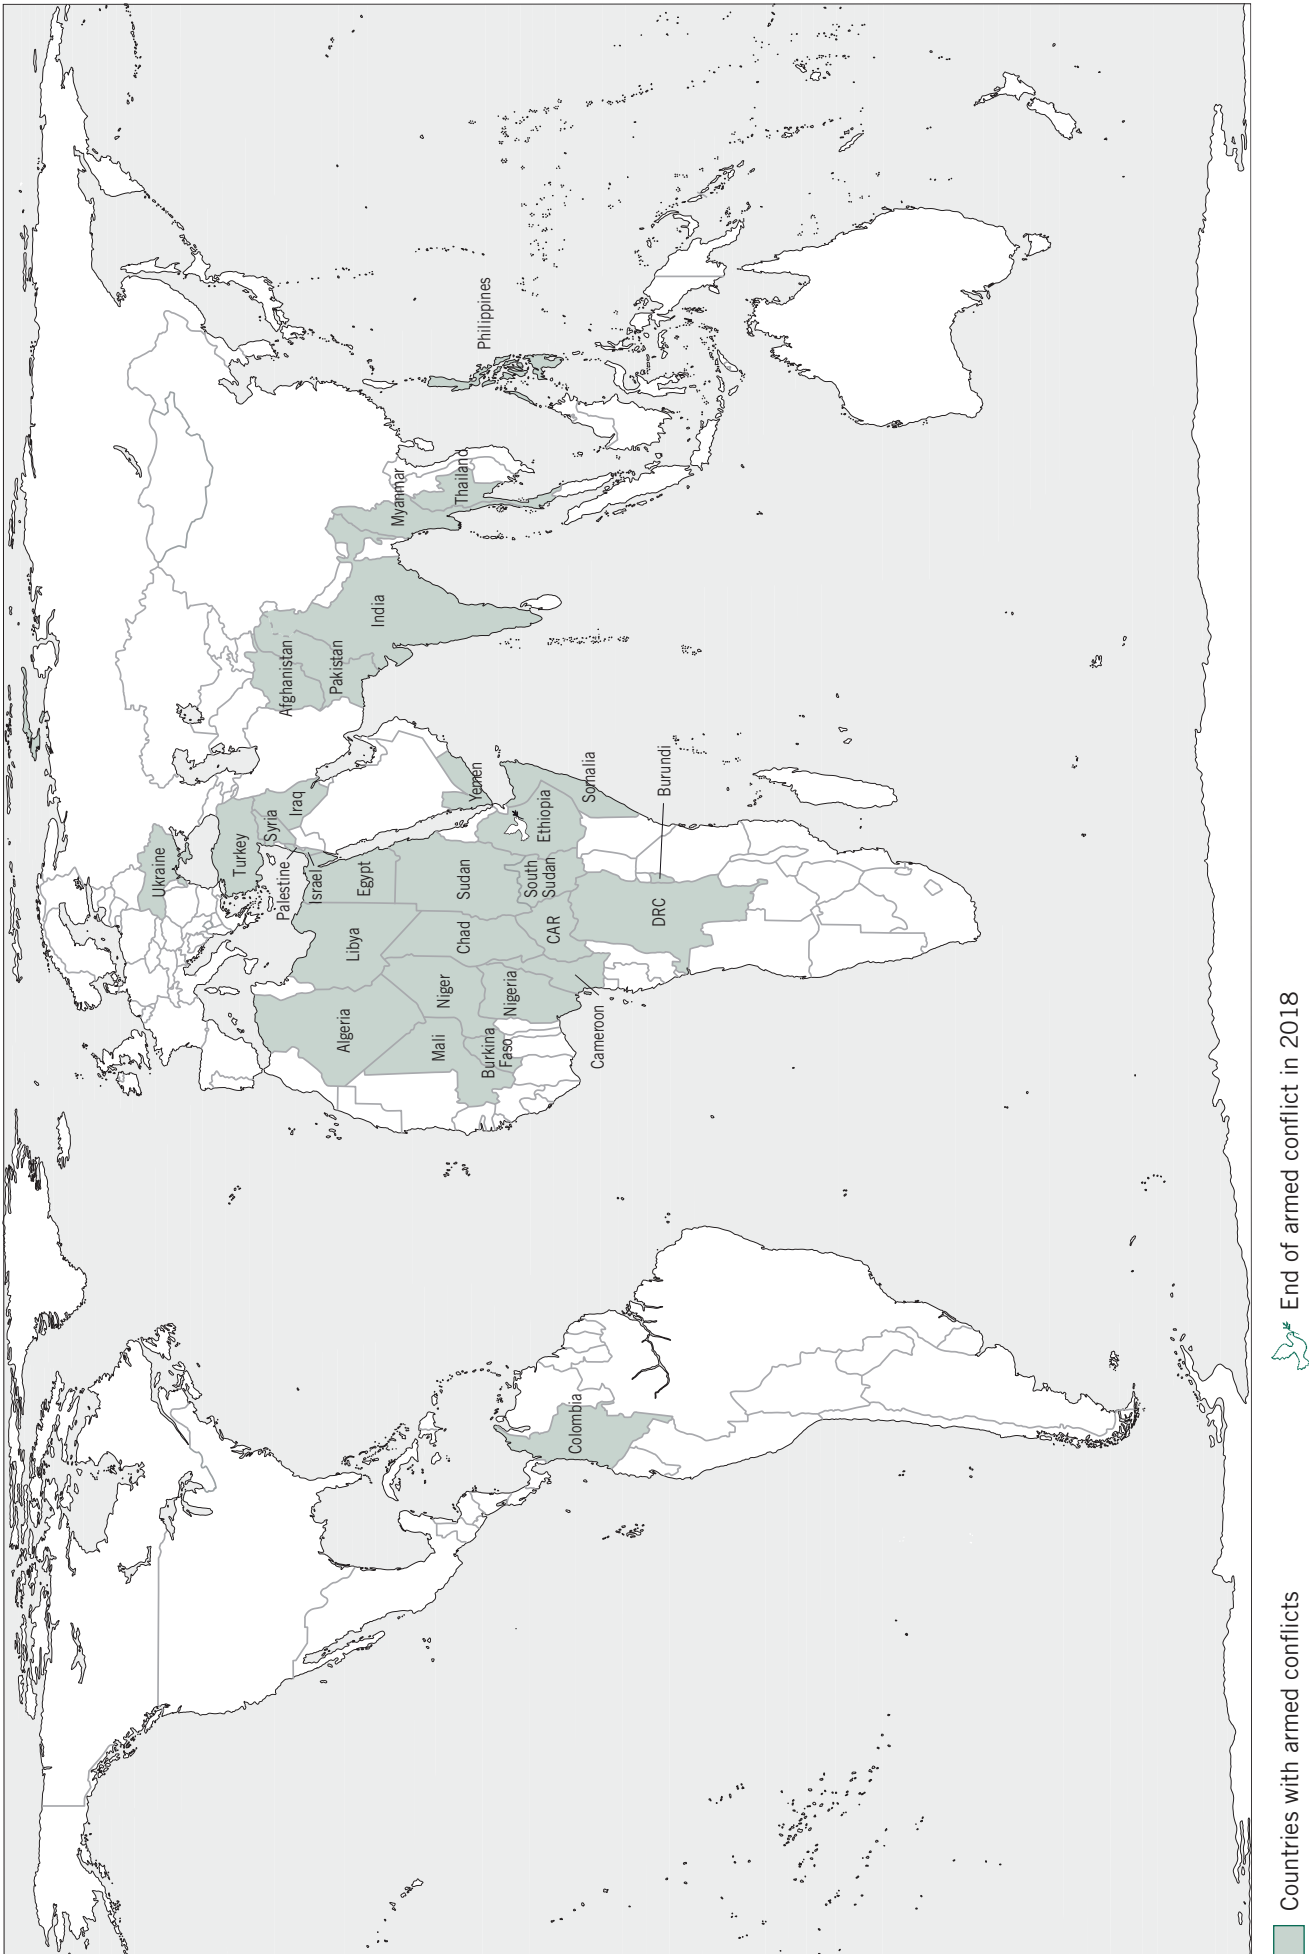 Ukraine
Turkey
Syria
Iraq
Palestine
Israel
Egypt
Libya
Algeria
Afghanistan
Pakistan
India
Myanmar
Thailand
Philippines
Yemen
Mali
Niger
Chad
Sudan
Burkina
Faso
Nigeria
CAR
South
Sudan
Ethiopia
Somalia
Cameroon
DRC
Burundi
Colombia
Countries with armed conflicts
End of armed conflict in 2018